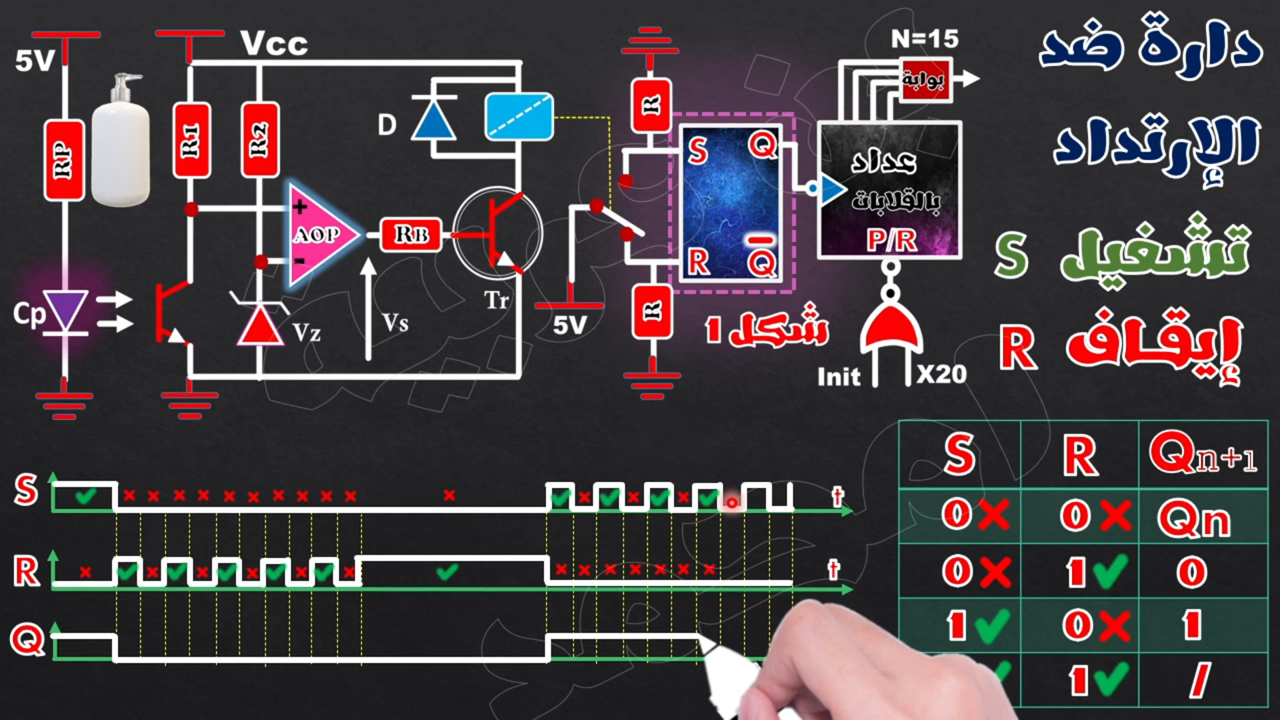 دارة ضد
الإرتداد
تشغيل S
إيقاف R
5V
RP
Cp
Vcc
R1
R2
+
AOP
-
Vz
RB
Vs
D
Tr
5V
R
R
S
Q
R
Q̅
شكل 1
N=15
بوابة
عداد
بالقلابات
P/R
Init
X20
S ✔ × × × × × × × × × × × ✔ × ✔ × ✔ × ✔ 0 t
R × ✔ × ✔ × ✔ × ✔ × ✔ × ✔ × × × × × × × t
Q
S R Qn+1
0 × 0 × Qn
0 × 1 ✔ 0
1 ✔ 0 × 1
✔ 1 ✔ /